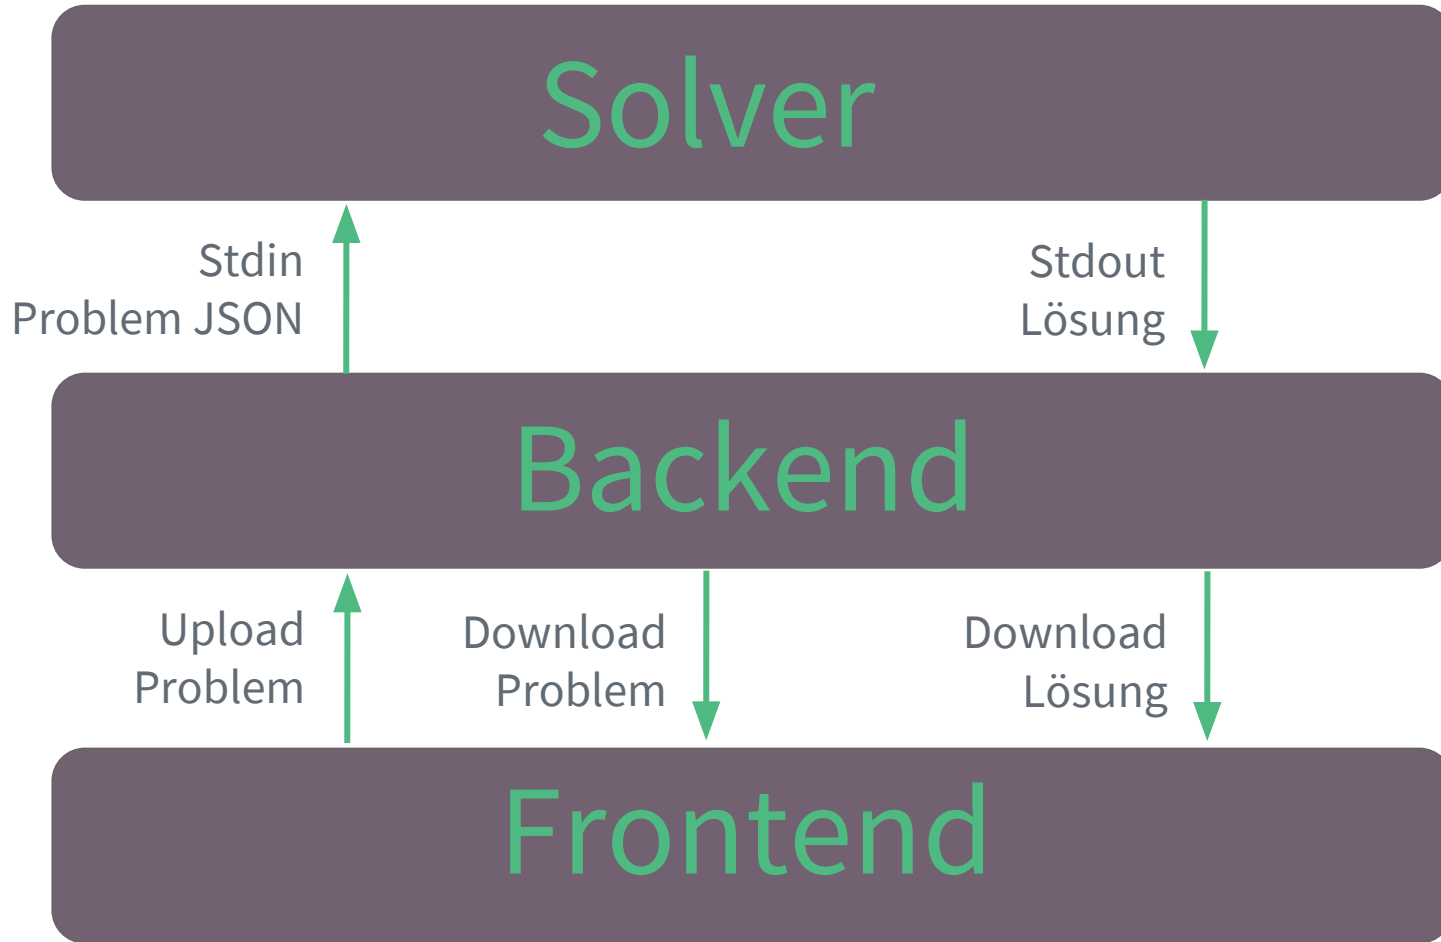 Solver
Stdin
Problem JSON
Stdout
Lösung
Backend
Upload
Problem
Download
Problem
Download
Lösung
Frontend